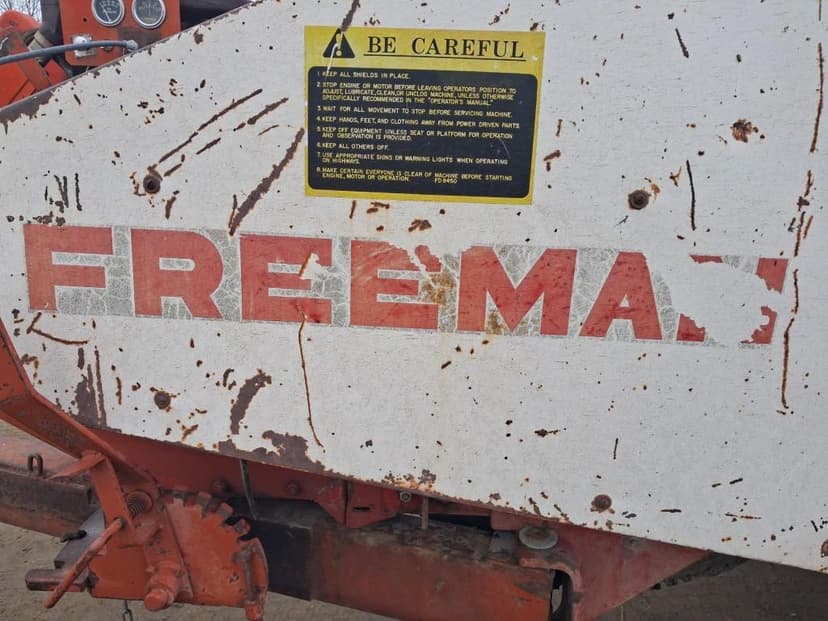 BE CAREFUL
1. KEEP ALL SHIELDS IN PLACE.
2. STOP ENGINE OR MOTOR BEFORE LEAVING OPERATORS POSITION TO
ADJUST, LUBRICATE, CLEAN, OR UNCLOG MACHINE, UNLESS OTHERWISE
SPECIFICALLY RECOMMENDED IN THE "OPERATOR'S MANUAL"
3. WAIT FOR ALL MOVEMENT TO STOP BEFORE SERVICING MACHINE.
4. KEEP HANDS, FEET, AND CLOTHING AWAY FROM POWER DRIVEN PARTS
5. KEEP OFF EQUIPMENT UNLESS SEAT OR PLATFORM FOR OPERATION
AND OBSERVATION IS PROVIDED.
6. KEEP ALL OTHERS OFF.
7. USE APPROPRIATE SIGNS OR WARNING LIGHTS WHEN OPERATING
ON HIGHWAYS.
8. MAKE CERTAIN EVERYONE IS CLEAR OF MACHINE BEFORE STARTING
ENGINE, MOTOR OR OPERATION. FD 9450
FREEMA